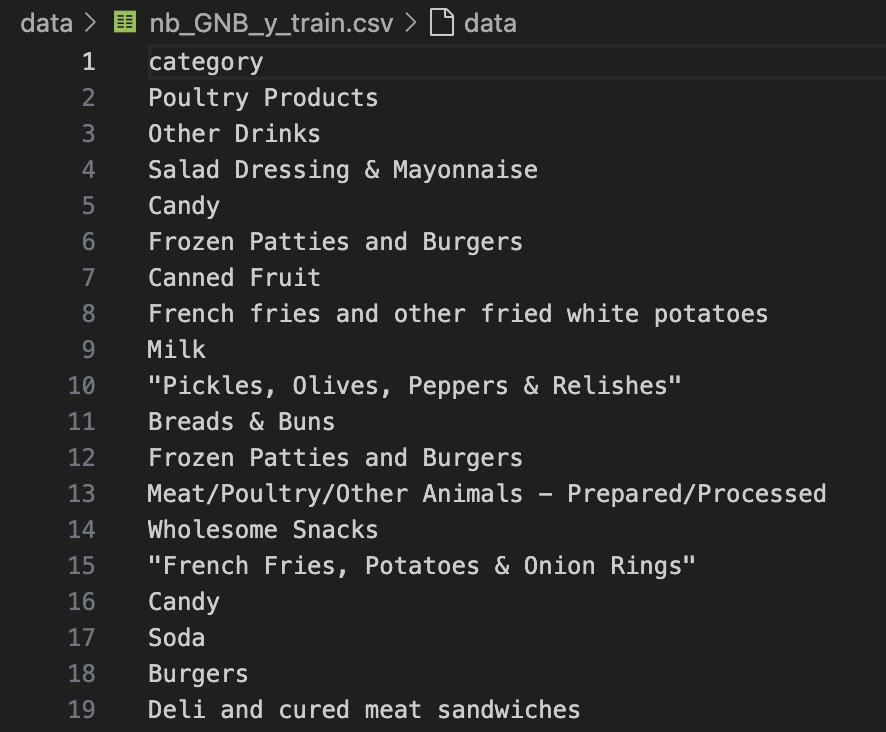 data > nb_GNB_y_train.csv > data
1 category
2 Poultry Products
3 Other Drinks
4 Salad Dressing & Mayonnaise
5 Candy
6 Frozen Patties and Burgers
7 Canned Fruit
8 French fries and other fried white potatoes
9 Milk
10 "Pickles, Olives, Peppers & Relishes"
11 Breads & Buns
12 Frozen Patties and Burgers
13 Meat/Poultry/Other Animals – Prepared/Processed
14 Wholesome Snacks
15 "French Fries, Potatoes & Onion Rings"
16 Candy
17 Soda
18 Burgers
19 Deli and cured meat sandwiches